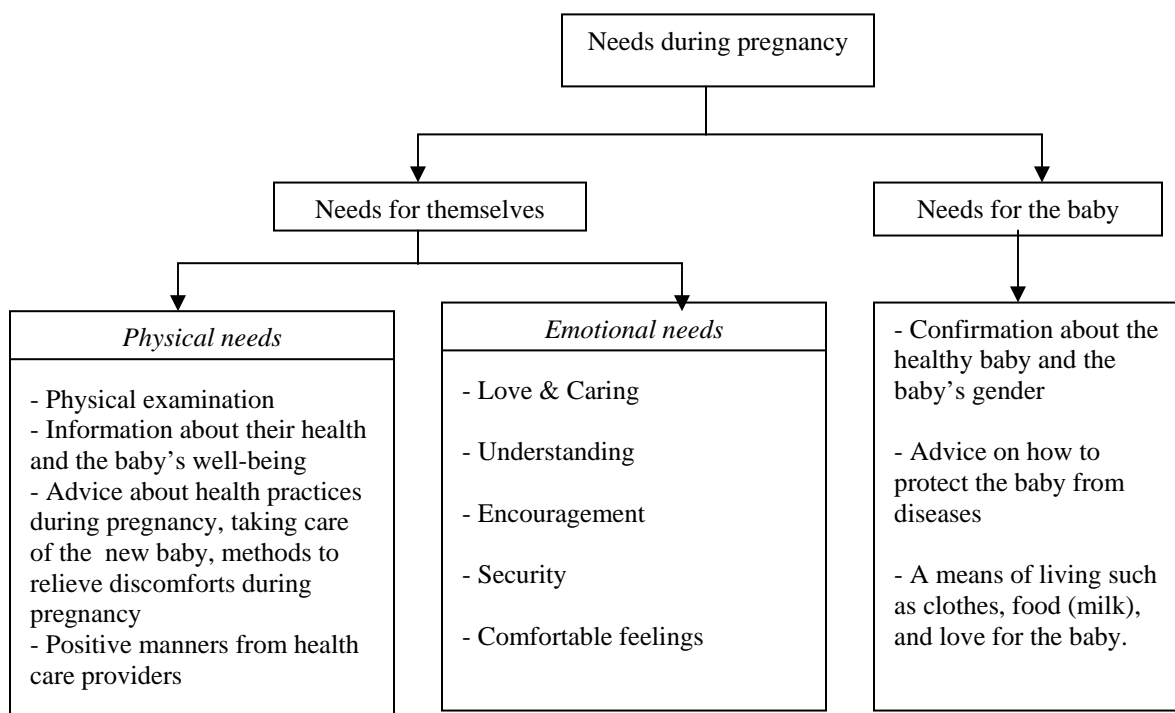 Needs during pregnancy
Needs for themselves
Needs for the baby
Physical needs
- Physical examination
- Information about their health
and the baby's well-being
- Advice about health practices
during pregnancy, taking care
of the new baby, methods to
relieve discomforts during
pregnancy
- Positive manners from health
care providers
Emotional needs
- Love & Caring
- Understanding
- Encouragement
- Security
- Comfortable feelings
- Confirmation about the
healthy baby and the
baby's gender
- Advice on how to
protect the baby from
diseases
- A means of living such
as clothes, food (milk),
and love for the baby.